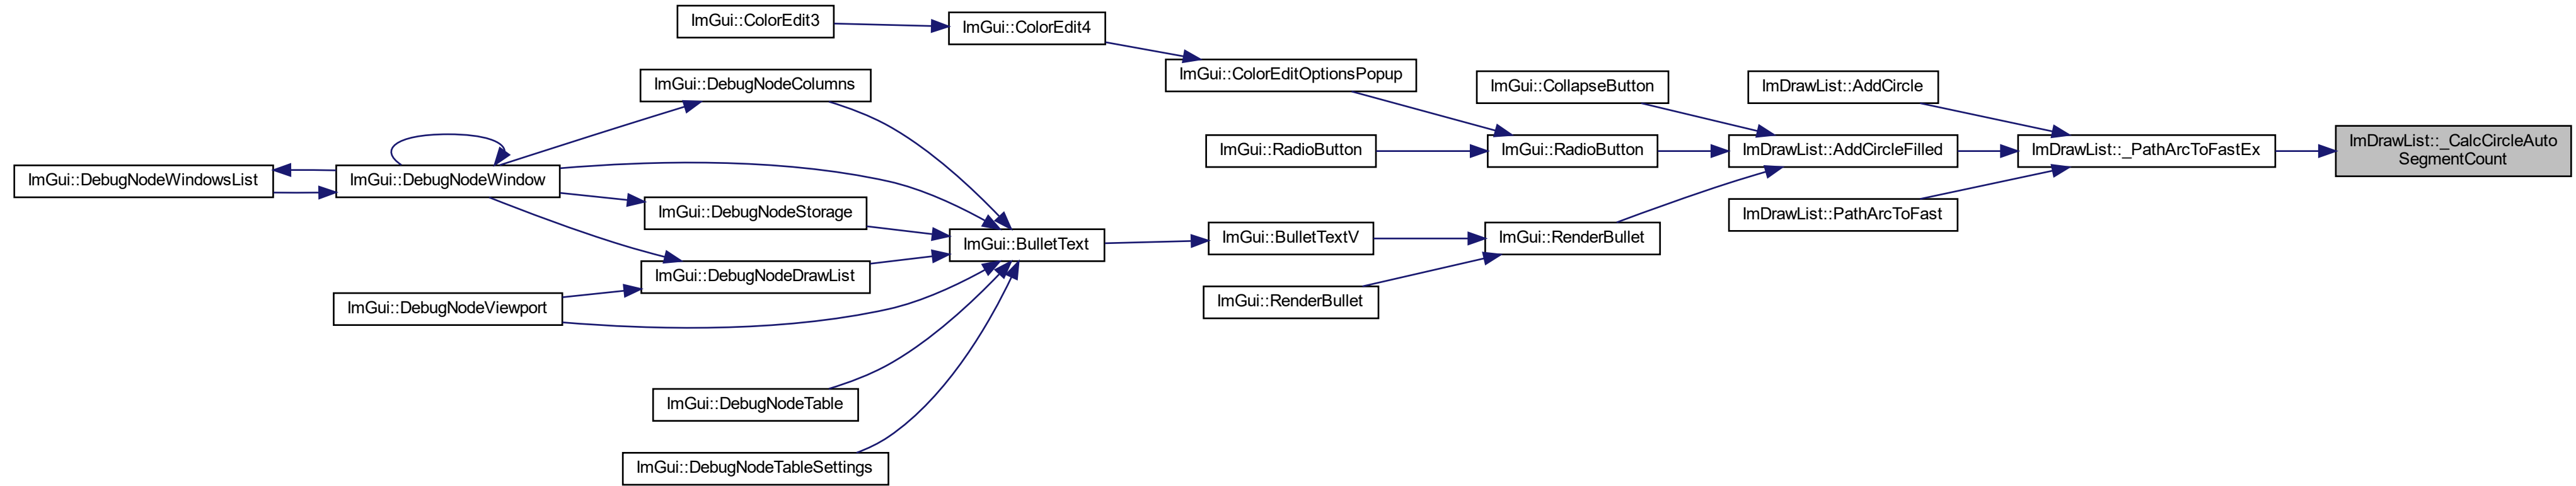 ImGui::ColorEdit3
ImGui::ColorEdit4
ImGui::ColorEditOptionsPopup
ImGui::DebugNodeColumns
ImGui::CollapseButton
ImDrawList::AddCircle
ImGui::RadioButton
ImGui::RadioButton
ImDrawList::AddCircleFilled
ImDrawList::_PathArcToFastEx
ImDrawList::_CalcCircleAuto
SegmentCount
ImGui::DebugNodeWindowsList
ImGui::DebugNodeWindow
ImGui::DebugNodeStorage
ImDrawList::PathArcToFast
ImGui::BulletText
ImGui::BulletTextV
ImGui::RenderBullet
ImGui::DebugNodeDrawList
ImGui::DebugNodeViewport
ImGui::RenderBullet
ImGui::DebugNodeTable
ImGui::DebugNodeTableSettings